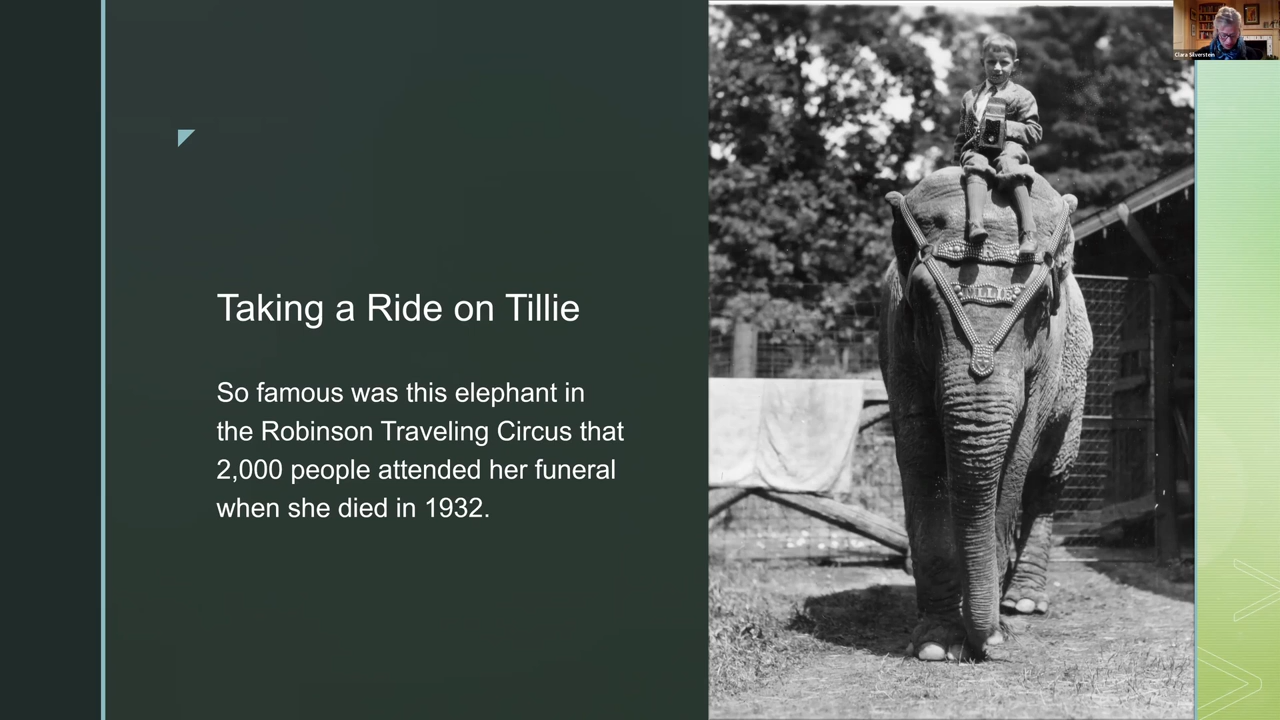 Taking a Ride on Tillie
So famous was this elephant in
the Robinson Traveling Circus that
2,000 people attended her funeral
when she died in 1932.
TILLIE
Clara Silverstein